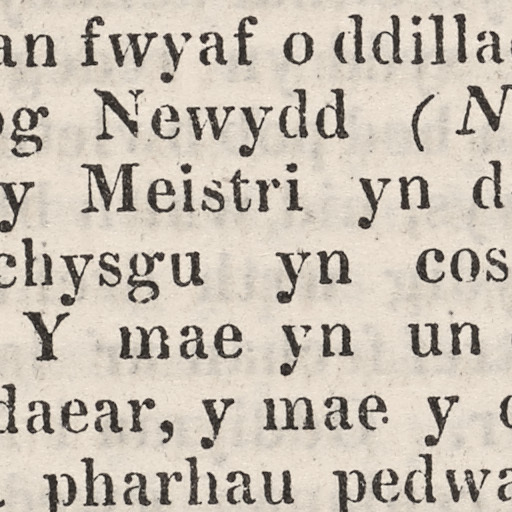 an fwyaf o ddilla
og Newydd (N
y Meistri yn d
chysgu yn cos
Y mae yn un
daear, y mae y
pharhau pedwa